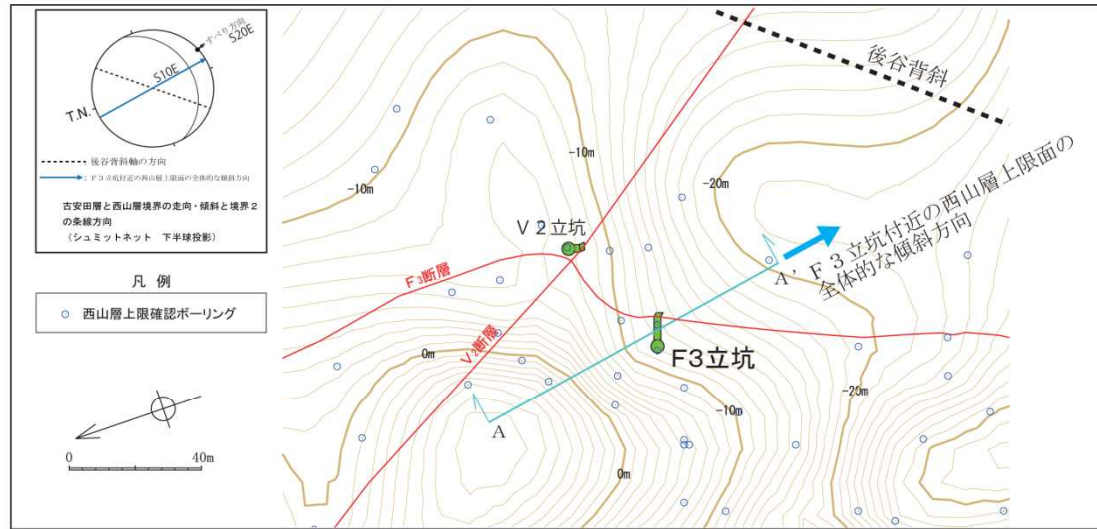 すべり方向
S20E
S10E
T.N.
後谷背斜軸の方向
F3立坑付近の西山層上限面の全体的な傾斜方向
古安田層と西山層境界の走向・傾斜と境界2
の条線方向
(シュミットネット 下半球投影)
凡 例
西山層上限確認ボーリング
0 40m
後谷背斜
-10m
-10m
-20m
V2立坑
F3断層
V2断層
A'
F3立坑付近の西山層上限面の
全体的な傾斜方向
F3立坑
0m
-20m
-10m
A
0m